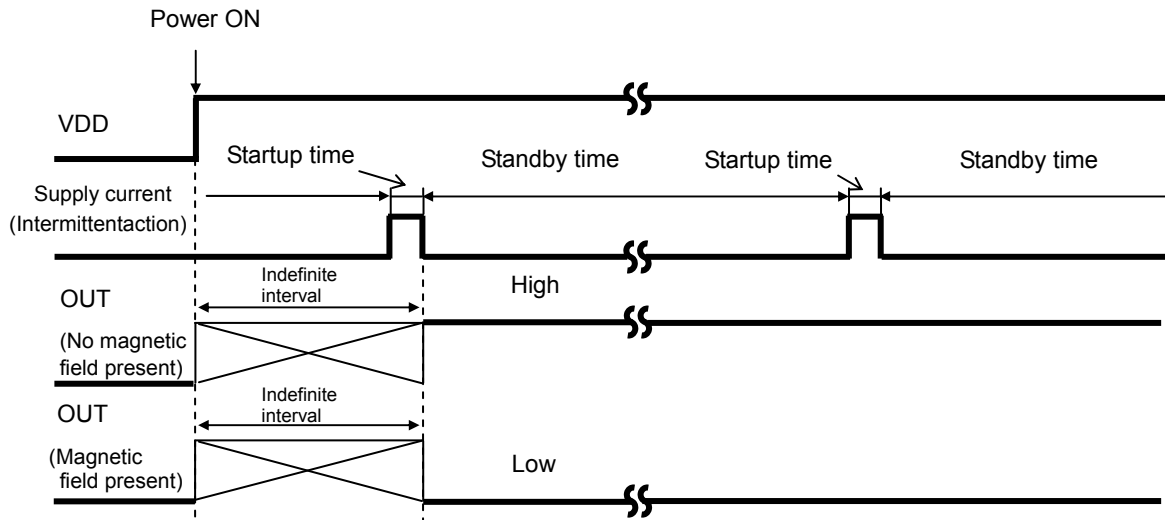 Power ON
VDD
Startup time
Standby time
Startup time
Standby time
Supply current
(Intermittentaction)
Indefinite
interval
OUT
High
(No magnetic
field present)
Indefinite
interval
OUT
(Magnetic
field present)
Low